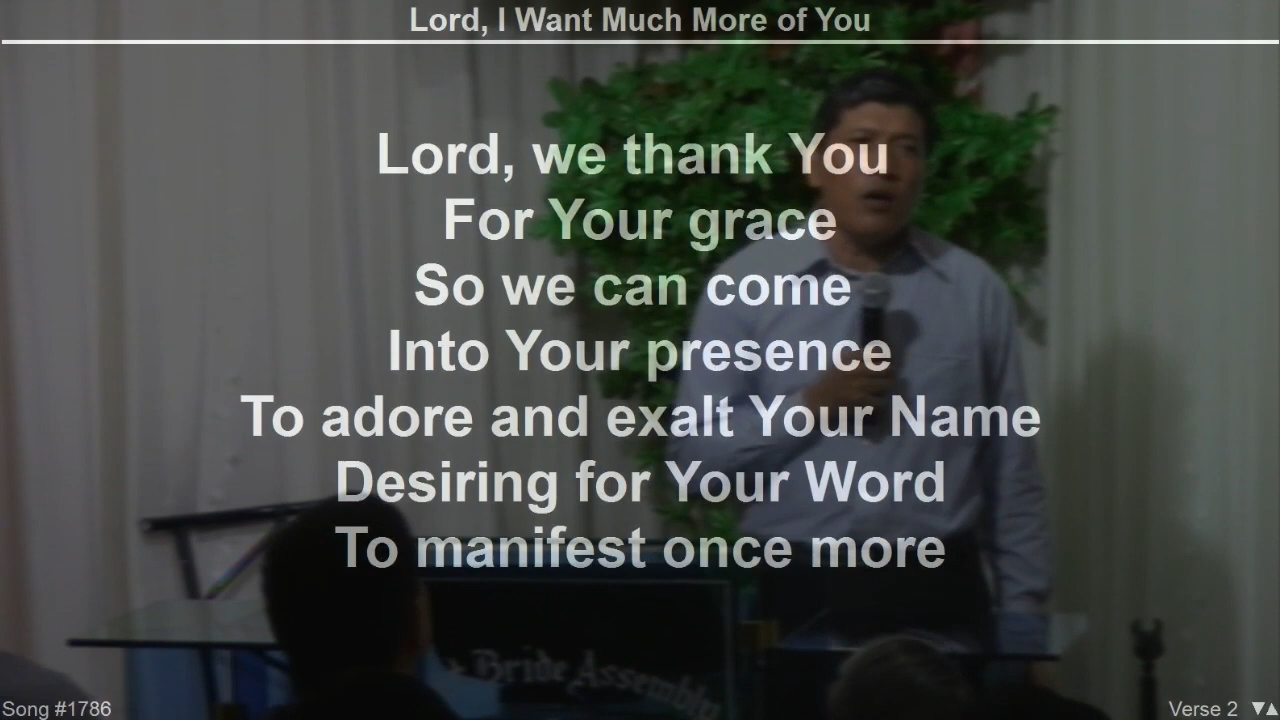 Lord, I Want Much More of You
Lord, we thank You
For Your grace
So we can come
Into Your presence
To adore and exalt Your Name
Desiring for Your Word
To manifest once more
Bride Assembly
Song #1786
Verse 2 ▼▲